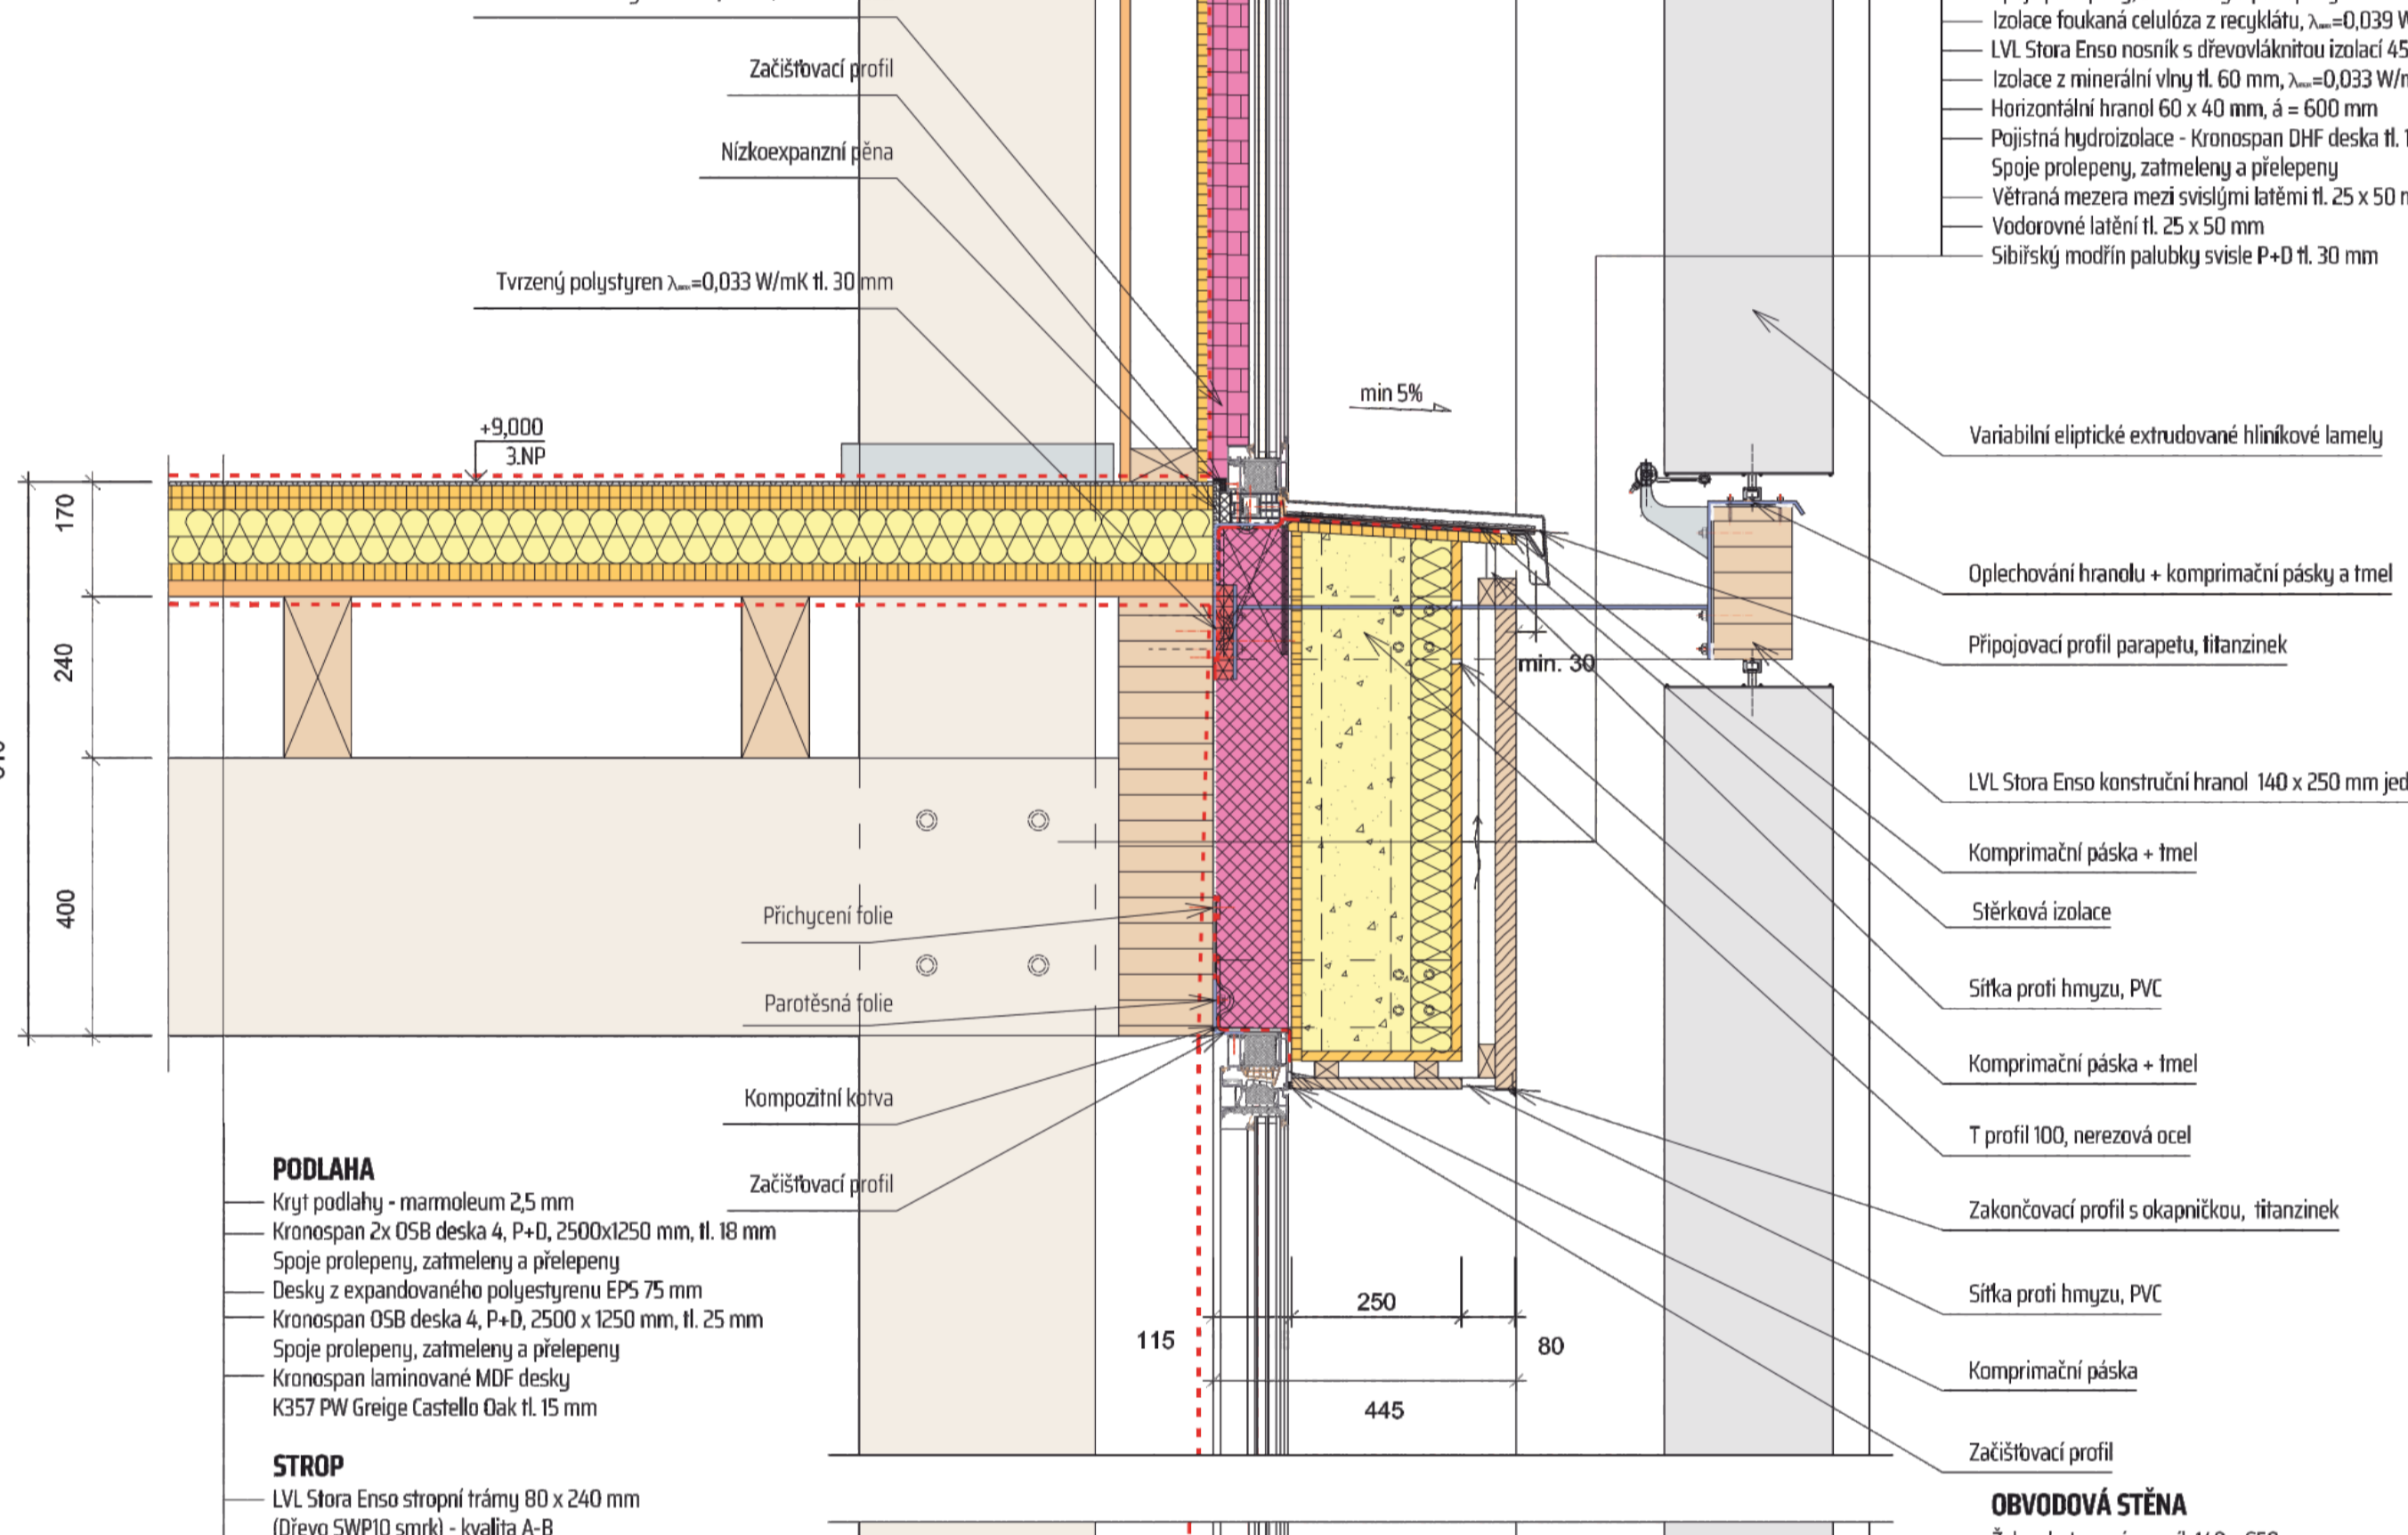 Začišťovací profil
Nízkoexpanzní pěna
Tvrzený polystyren λ=0,033 W/mK tl. 30 mm
+9,000
3.NP
170
240
400
Přichycení folie
Parotěsná folie
Kompozitní kotva
Začišťovací profil
PODLAHA
Kryt podlahy - marmoleum 2,5 mm
Kronospan 2x OSB deska 4, P+D, 2500x1250 mm, tl. 18 mm
Spoje prolepeny, zatmeleny a přelepeny
Desky z expandovaného polyesyrenu EPS 75 mm
Kronospan OSB deska 4, P+D, 2500 x 1250 mm, tl. 25 mm
Spoje prolepeny, zatmeleny a přelepeny
Kronospan laminované MDF desky
K357 PW Greige Castello Oak tl. 15 mm
STROP
LVL Stora Enso stropní trámy 80 x 240 mm
(Dřevo SWP10 smrk) - kvalita A-B
min 5%
min. 30
115
250
80
445
Izolace foukaná celulóza z recyklátu, λ=0,039 W
LVL Stora Enso nosník s dřevovláknitou izolací 45
Izolace z minerální vlny tl. 60 mm, λ=0,033 W/
Horizontální hranol 60 x 40 mm, á = 600 mm
Pojistná hydroizolace - Kronospan DHF deska tl. 1
Spoje prolepeny, zatmeleny a přelepeny
Větraná mezera mezi svislými latěmi tl. 25 x 50
Vodorovné latění tl. 25 x 50 mm
Sibiřský modřín palubky svisle P+D tl. 30 mm
Variabilní eliptické extrudované hliníkové lamely
Oplechování hranolu + komprimační pásky a tmel
Připojovací profil parapetu, titanzinek
LVL Stora Enso konstruční hranol 140 x 250 mm jed
Komprimační páska + tmel
Stěrková izolace
Síťka proti hmyzu, PVC
Komprimační páska + tmel
T profil 100, nerezová ocel
Zakončovací profil s okapničkou, titanzinek
Síťka proti hmyzu, PVC
Komprimační páska
Začišťovací profil
OBVODOVÁ STĚNA